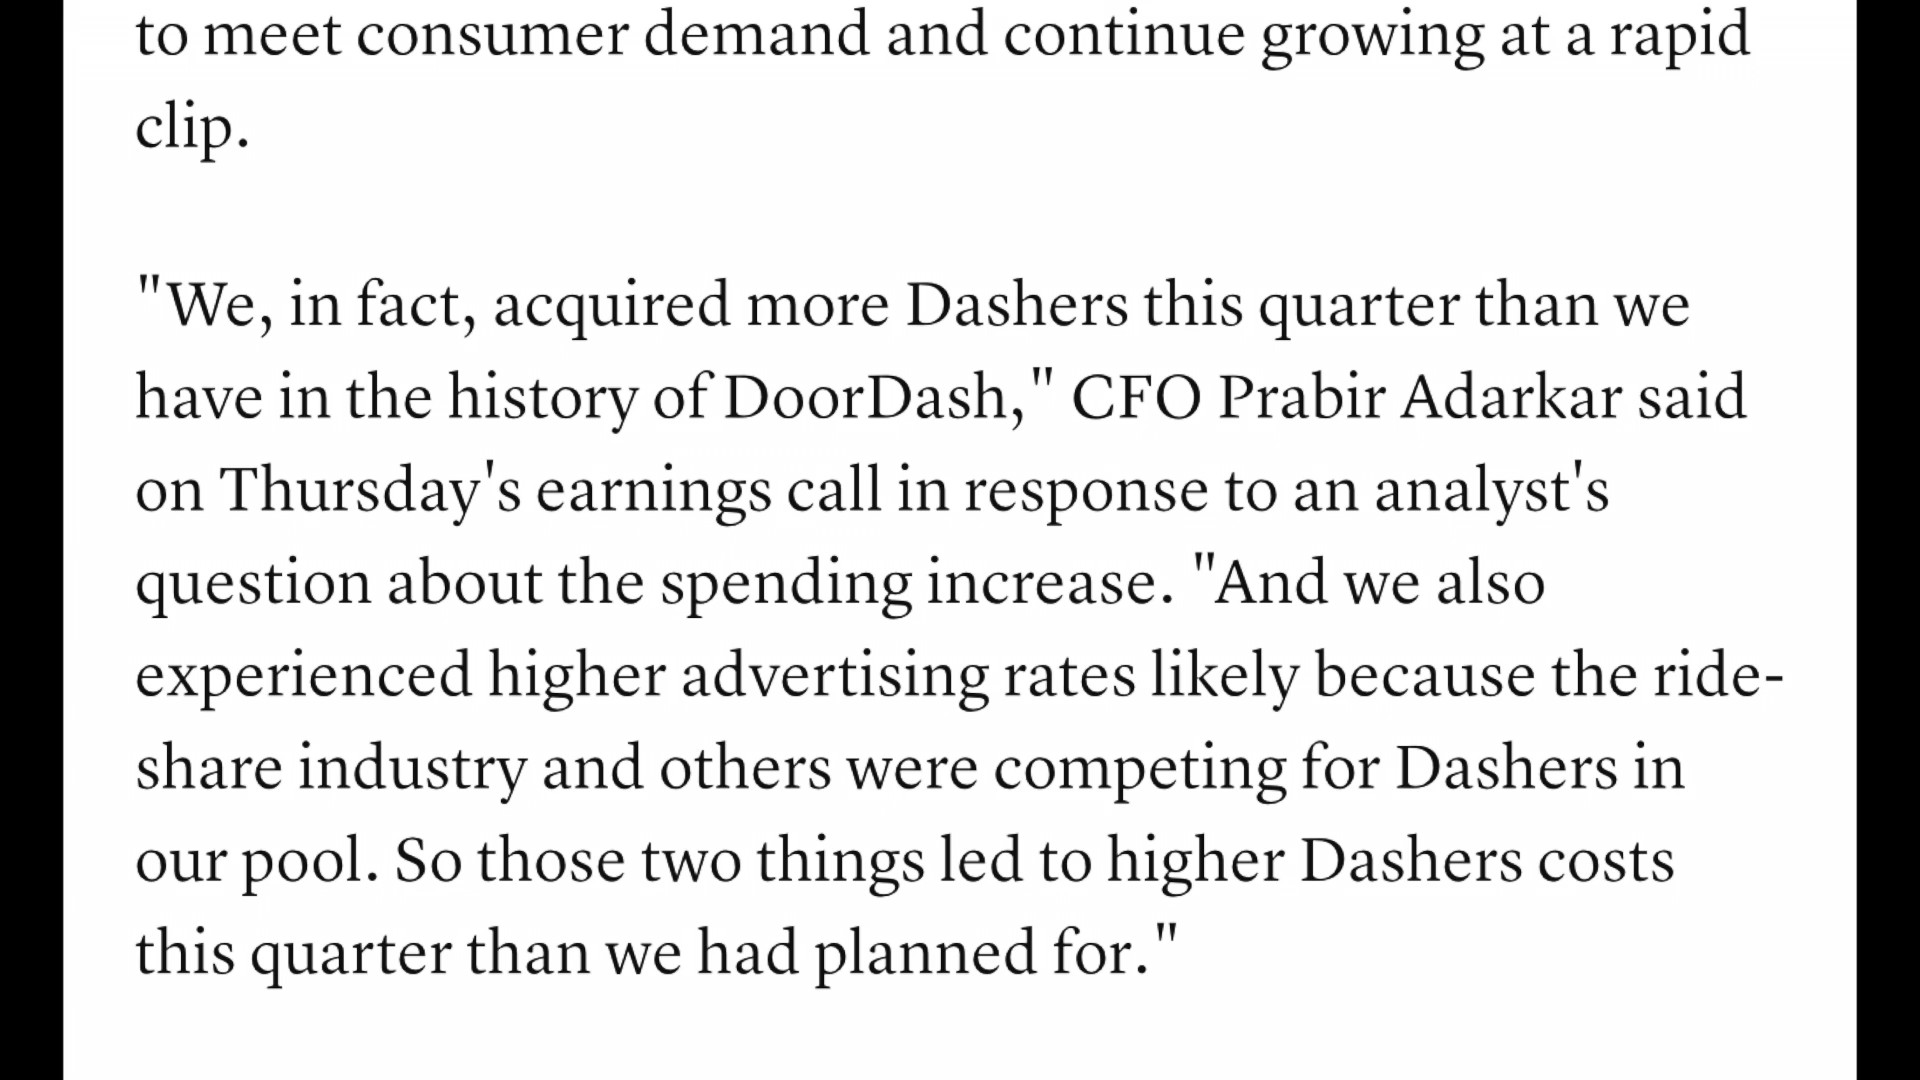 to meet consumer demand and continue growing at a rapid
clip.
"We, in fact, acquired more Dashers this quarter than we
have in the history of DoorDash," CFO Prabir Adarkar said
on Thursday's earnings call in response to an analyst's
question about the spending increase. "And we also
experienced higher advertising rates likely because the ride-
share industry and others were competing for Dashers in
our pool. So those two things led to higher Dashers costs
this quarter than we had planned for."